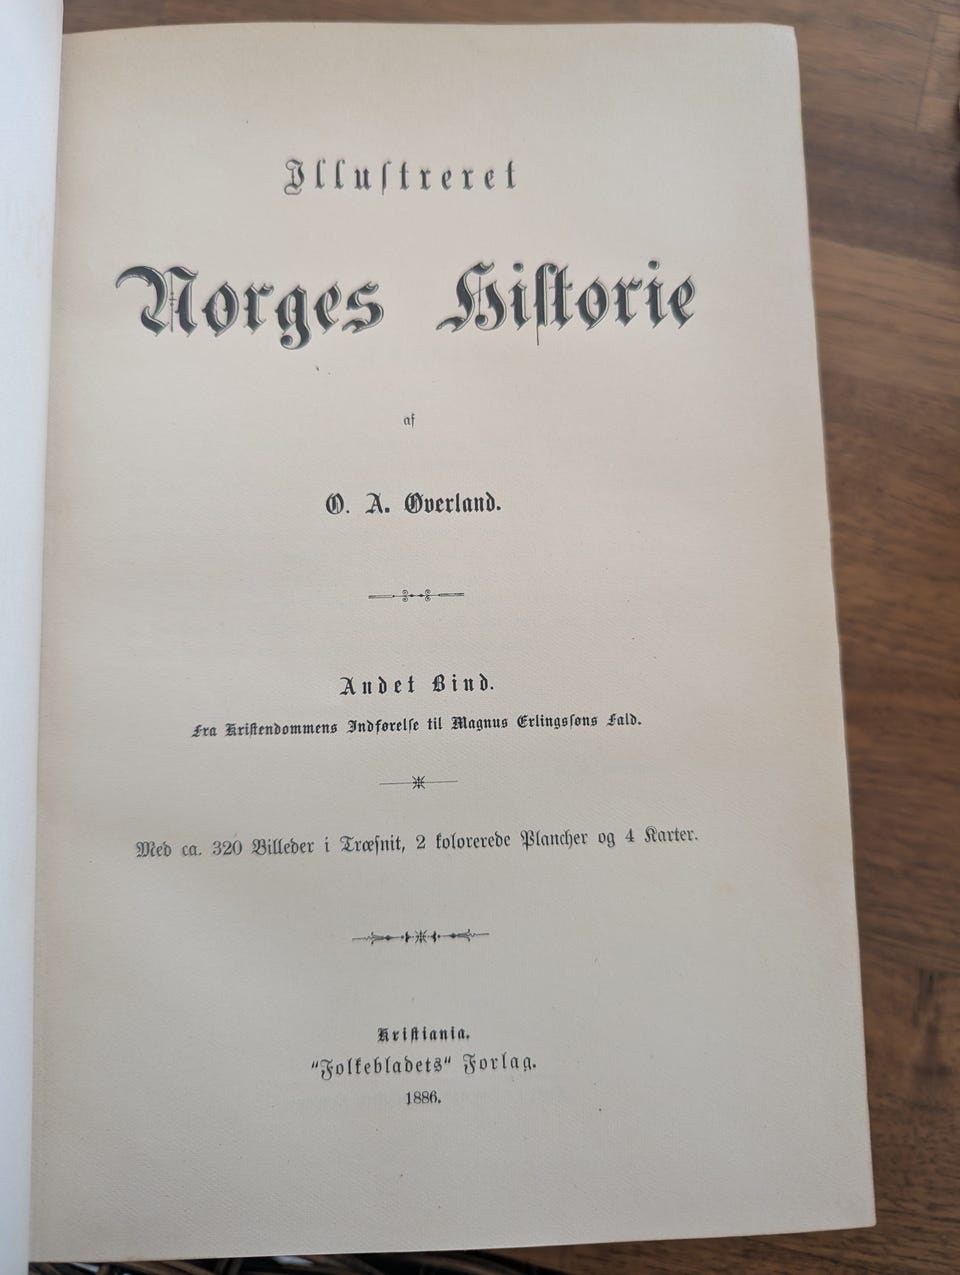 Illustreret
Norges Historie
af
O. A. Øverland.
Andet Bind.
Fra Kristendommens Indførelse til Magnus Erlingssøns Fald.
Med ca. 320 Billeder i Træsnit, 2 kolorerede Plancher og 4 Karter.
Kristiania.
"Folkebladets" Forlag.
1886.